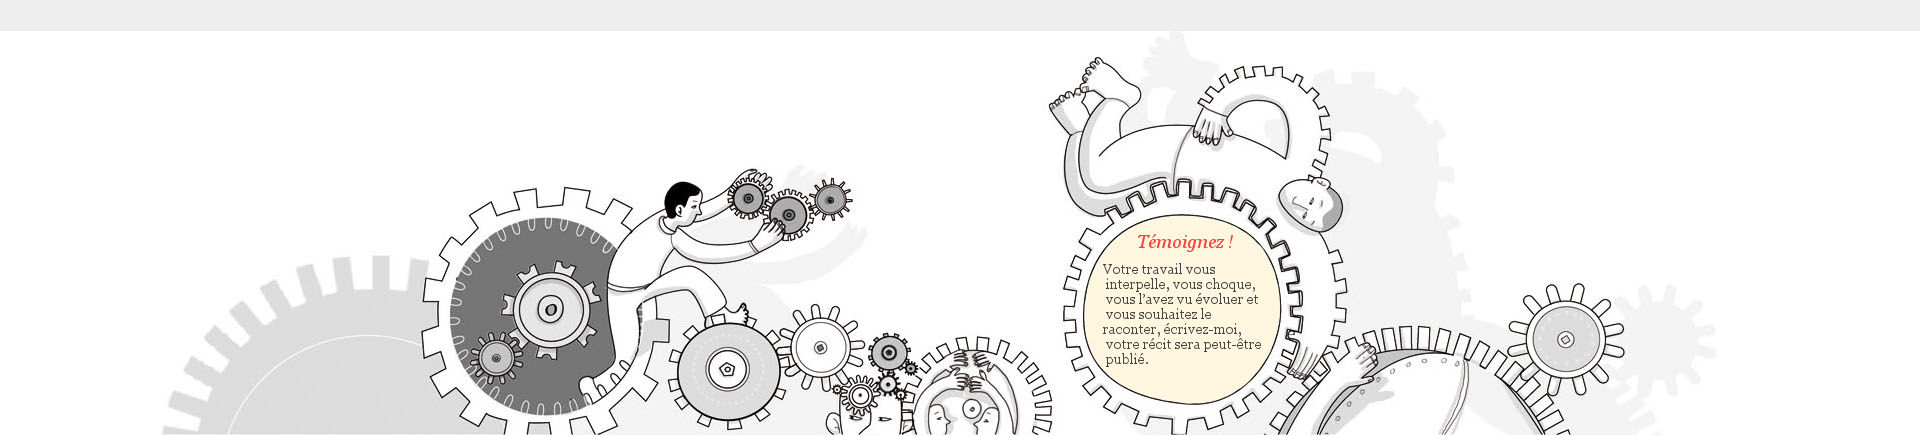 Témoignez !
Votre travail vous
interpelle, vous choque,
vous l'avez vu évoluer et
vous souhaitez le
raconter, écrivez-moi,
votre récit sera peut-être
publié.